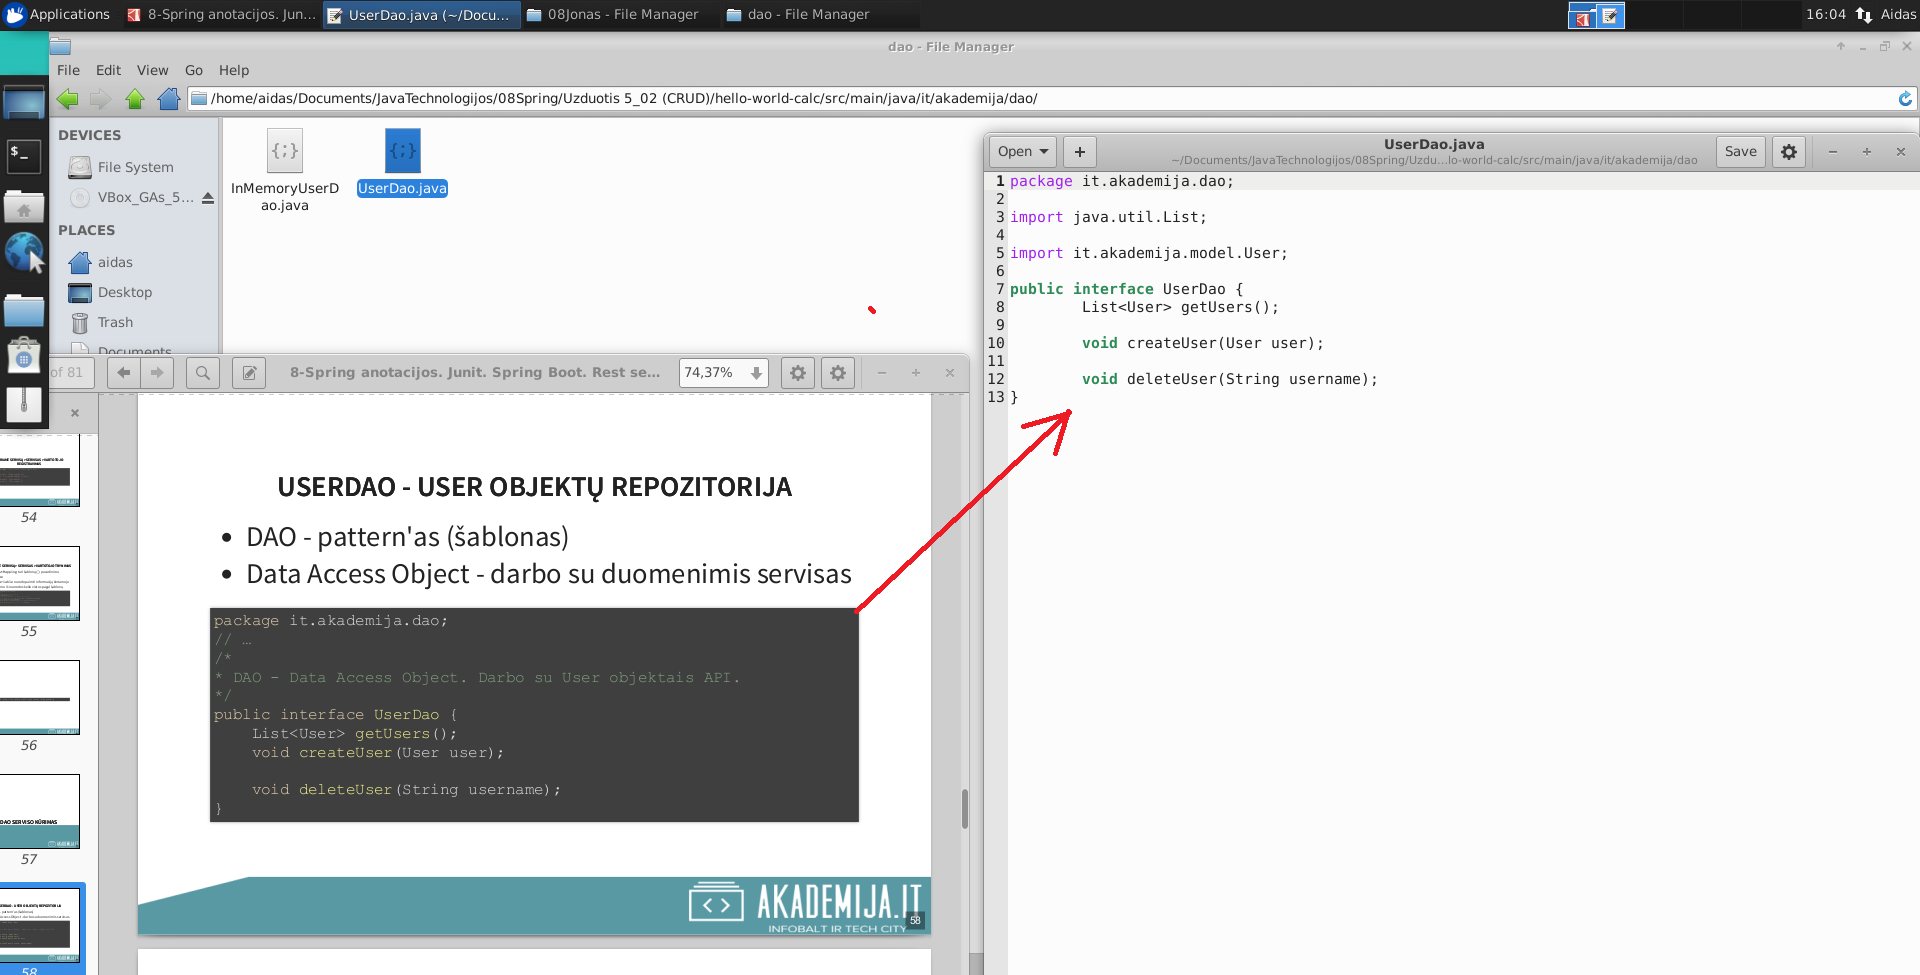 Applications
8-Spring anotacijos. Jun...
UserDao.java (~/Docu...
08Jonas - File Manager
dao - File Manager
16:04
Aidas
dao - File Manager
File Edit View Go Help
/home/aidas/Documents/JavaTechnologijos/08Spring/Uzduotis 5_02 (CRUD)/hello-world-calc/src/main/java/it/akademija/dao/
DEVICES
File System
VBox_GAs_5...
PLACES
aidas
Desktop
Trash
Documents
InMemoryUserD
ao.java
UserDao.java
Open
UserDao.java
~/Documents/JavaTechnologijos/08Spring/Uzdu...lo-world-calc/src/main/java/it/akademija/dao
Save
1 package it.akademija.dao;
2
3 import java.util.List;
4
5 import it.akademija.model.User;
6
7 public interface UserDao {
8 List<User> getUsers();
9
10 void createUser(User user);
11
12 void deleteUser(String username);
13 }
of 81
8-Spring anotacijos. Junit. Spring Boot. Rest se...
74,37%
54
55
56
57
58
USERDAO - USER OBJEKTŲ REPOZITORIJA
• DAO - pattern'as (šablonas)
• Data Access Object - darbo su duomenimis servisas
package it.akademija.dao;
// …
/*
* DAO - Data Access Object. Darbo su User objektais API.
*/
public interface UserDao {
List<User> getUsers();
void createUser(User user);
void deleteUser(String username);
}
AKADEMIJA.IT
INFOBALT IR TECH CITY
58